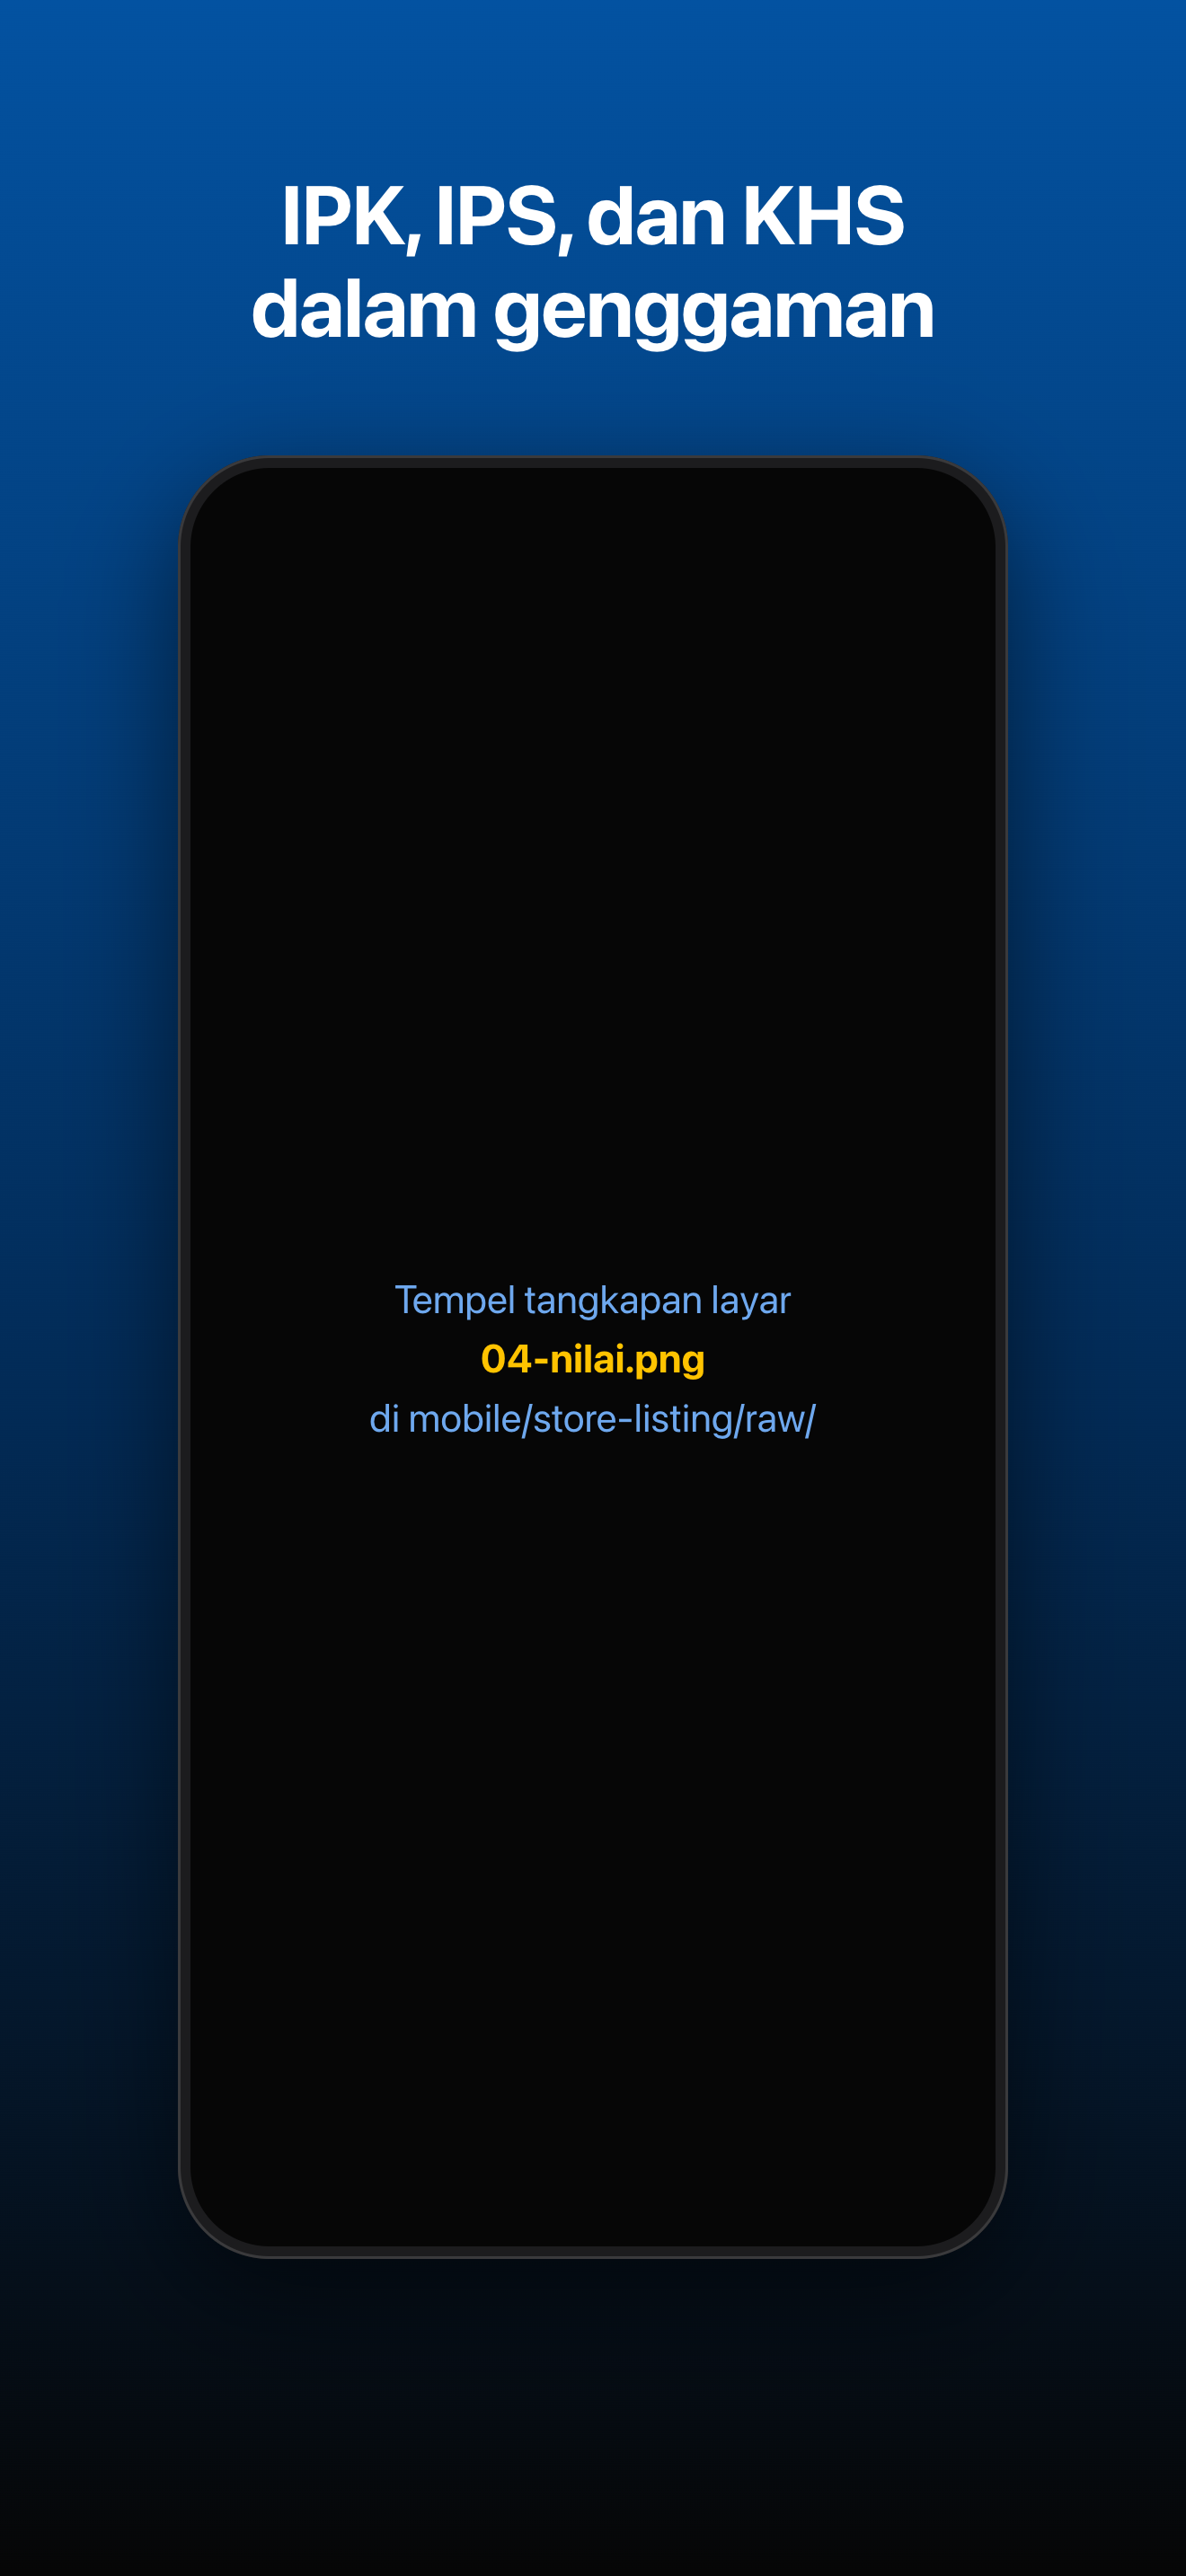 IPK, IPS, dan KHS
dalam genggaman
Tempel tangkapan layar
04-nilai.png
di mobile/store-listing/raw/